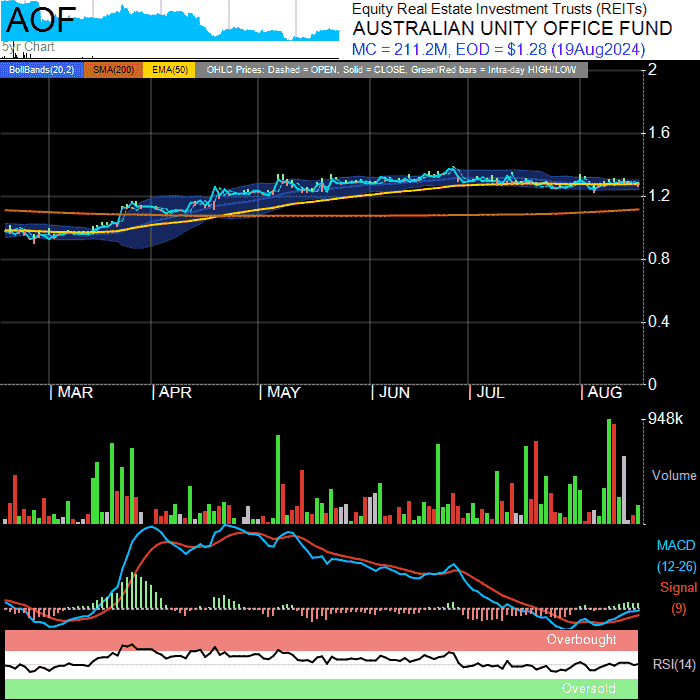 AOF
5yr Chart
Equity Real Estate Investment Trusts (REITs)
AUSTRALIAN UNITY OFFICE FUND
MC = 211.2M, EOD = $1.28 (19Aug2024)
BollBands(20,2) SMA(200) EMA(50) OHLC Prices: Dashed = OPEN, Solid = CLOSE, Green/Red bars = Intra-day HIGH/LOW
2
1.6
1.2
0.8
0.4
0
MAR APR MAY JUN JUL AUG
948k
Volume
MACD
(12-26)
Signal
(9)
Overbought
RSI(14)
Oversold